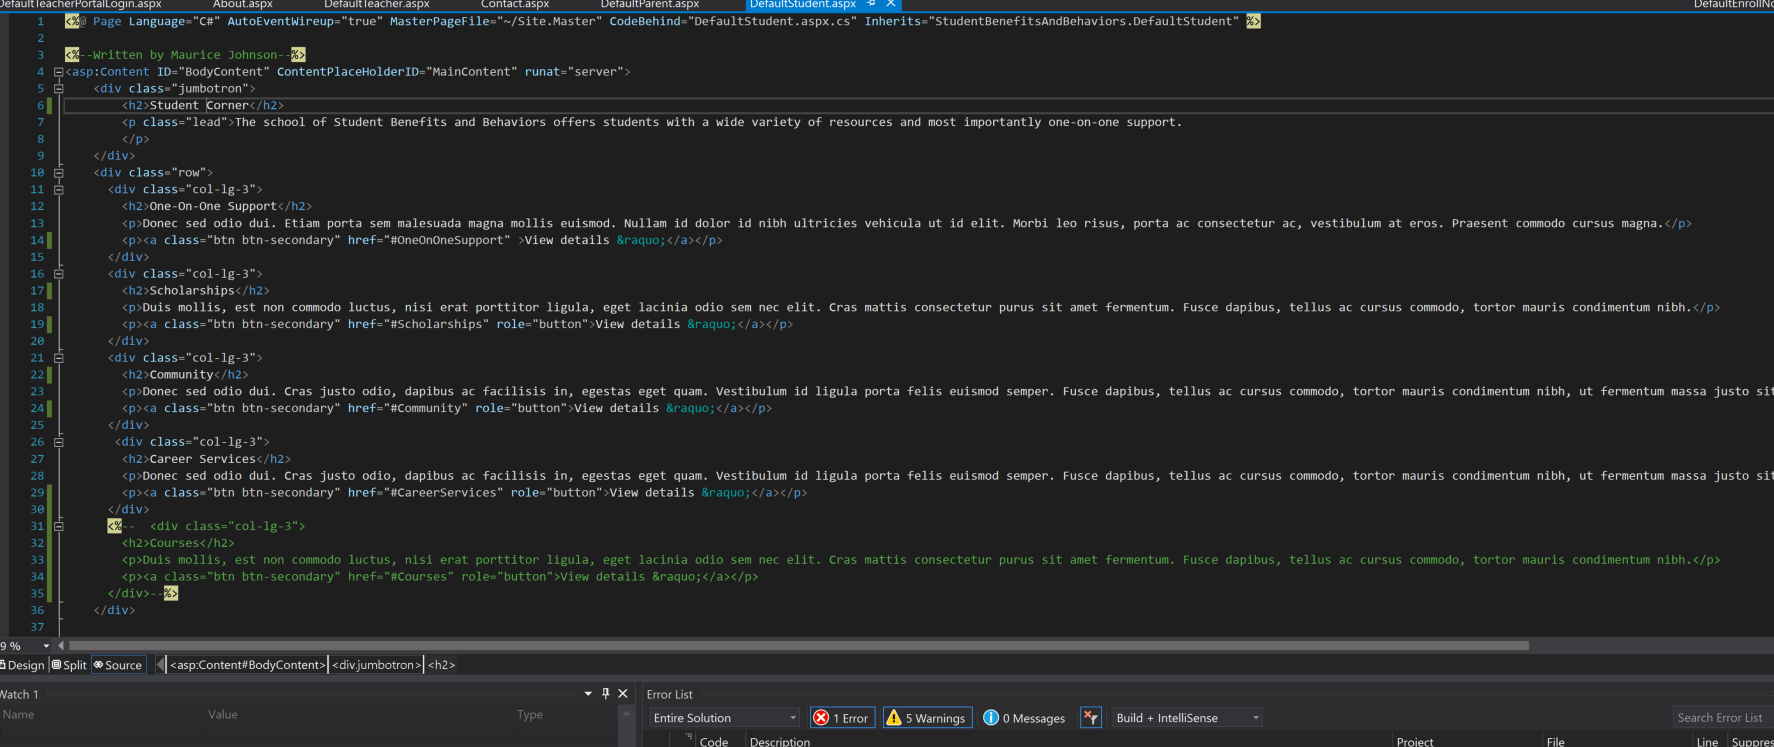 DefaultTeacherPortalLogin.aspx About.aspx DefaultTeacher.aspx Contact.aspx DefaultParent.aspx DefaultStudent.aspx
1 <%@ Page Language="C#" AutoEventWireup="true" MasterPageFile="~/Site.Master" CodeBehind="DefaultStudent.aspx.cs" Inherits="StudentBenefitsAndBehaviors.DefaultStudent" %>
2
3 <%--Written by Maurice Johnson--%>
4 <asp:Content ID="BodyContent" ContentPlaceHolderID="MainContent" runat="server">
5 <div class="jumbotron">
6 <h2>Student Corner</h2>
7 <p class="lead">The school of Student Benefits and Behaviors offers students with a wide variety of resources and most importantly one-on-one support.
8 </p>
9 </div>
10 <div class="row">
11 <div class="col-lg-3">
12 <h2>One-On-One Support</h2>
13 <p>Donec sed odio dui. Etiam porta sem malesuada magna mollis euismod. Nullam id dolor id nibh ultricies vehicula ut id elit. Morbi leo risus, porta ac consectetur ac, vestibulum at eros. Praesent commodo cursus magna.</p>
14 <p><a class="btn btn-secondary" href="#OneOnOneSupport" >View details &raquo;</a></p>
15 </div>
16 <div class="col-lg-3">
17 <h2>Scholarships</h2>
18 <p>Duis mollis, est non commodo luctus, nisi erat porttitor ligula, eget lacinia odio sem nec elit. Cras mattis consectetur purus sit amet fermentum. Fusce dapibus, tellus ac cursus commodo, tortor mauris condimentum nibh.</p>
19 <p><a class="btn btn-secondary" href="#Scholarships" role="button">View details &raquo;</a></p>
20 </div>
21 <div class="col-lg-3">
22 <h2>Community</h2>
23 <p>Donec sed odio dui. Cras justo odio, dapibus ac facilisis in, egestas eget quam. Vestibulum id ligula porta felis euismod semper. Fusce dapibus, tellus ac cursus commodo, tortor mauris condimentum nibh, ut fermentum massa justo sit
24 <p><a class="btn btn-secondary" href="#Community" role="button">View details &raquo;</a></p>
25 </div>
26 <div class="col-lg-3">
27 <h2>Career Services</h2>
28 <p>Donec sed odio dui. Cras justo odio, dapibus ac facilisis in, egestas eget quam. Vestibulum id ligula porta felis euismod semper. Fusce dapibus, tellus ac cursus commodo, tortor mauris condimentum nibh, ut fermentum massa justo sit
29 <p><a class="btn btn-secondary" href="#CareerServices" role="button">View details &raquo;</a></p>
30 </div>
31 <%-- <div class="col-lg-3">
32 <h2>Courses</h2>
33 <p>Duis mollis, est non commodo luctus, nisi erat porttitor ligula, eget lacinia odio sem nec elit. Cras mattis consectetur purus sit amet fermentum. Fusce dapibus, tellus ac cursus commodo, tortor mauris condimentum nibh.</p>
34 <p><a class="btn btn-secondary" href="#Courses" role="button">View details &raquo;</a></p>
35 </div>--%>
36 </div>
37
9 %
Design Split Source <asp:Content#BodyContent> <div.jumbotron> <h2>
Watch 1 Error List
Name Value Type Entire Solution 1 Error 5 Warnings 0 Messages Build + IntelliSense Search Error List
Code Description Project File Line